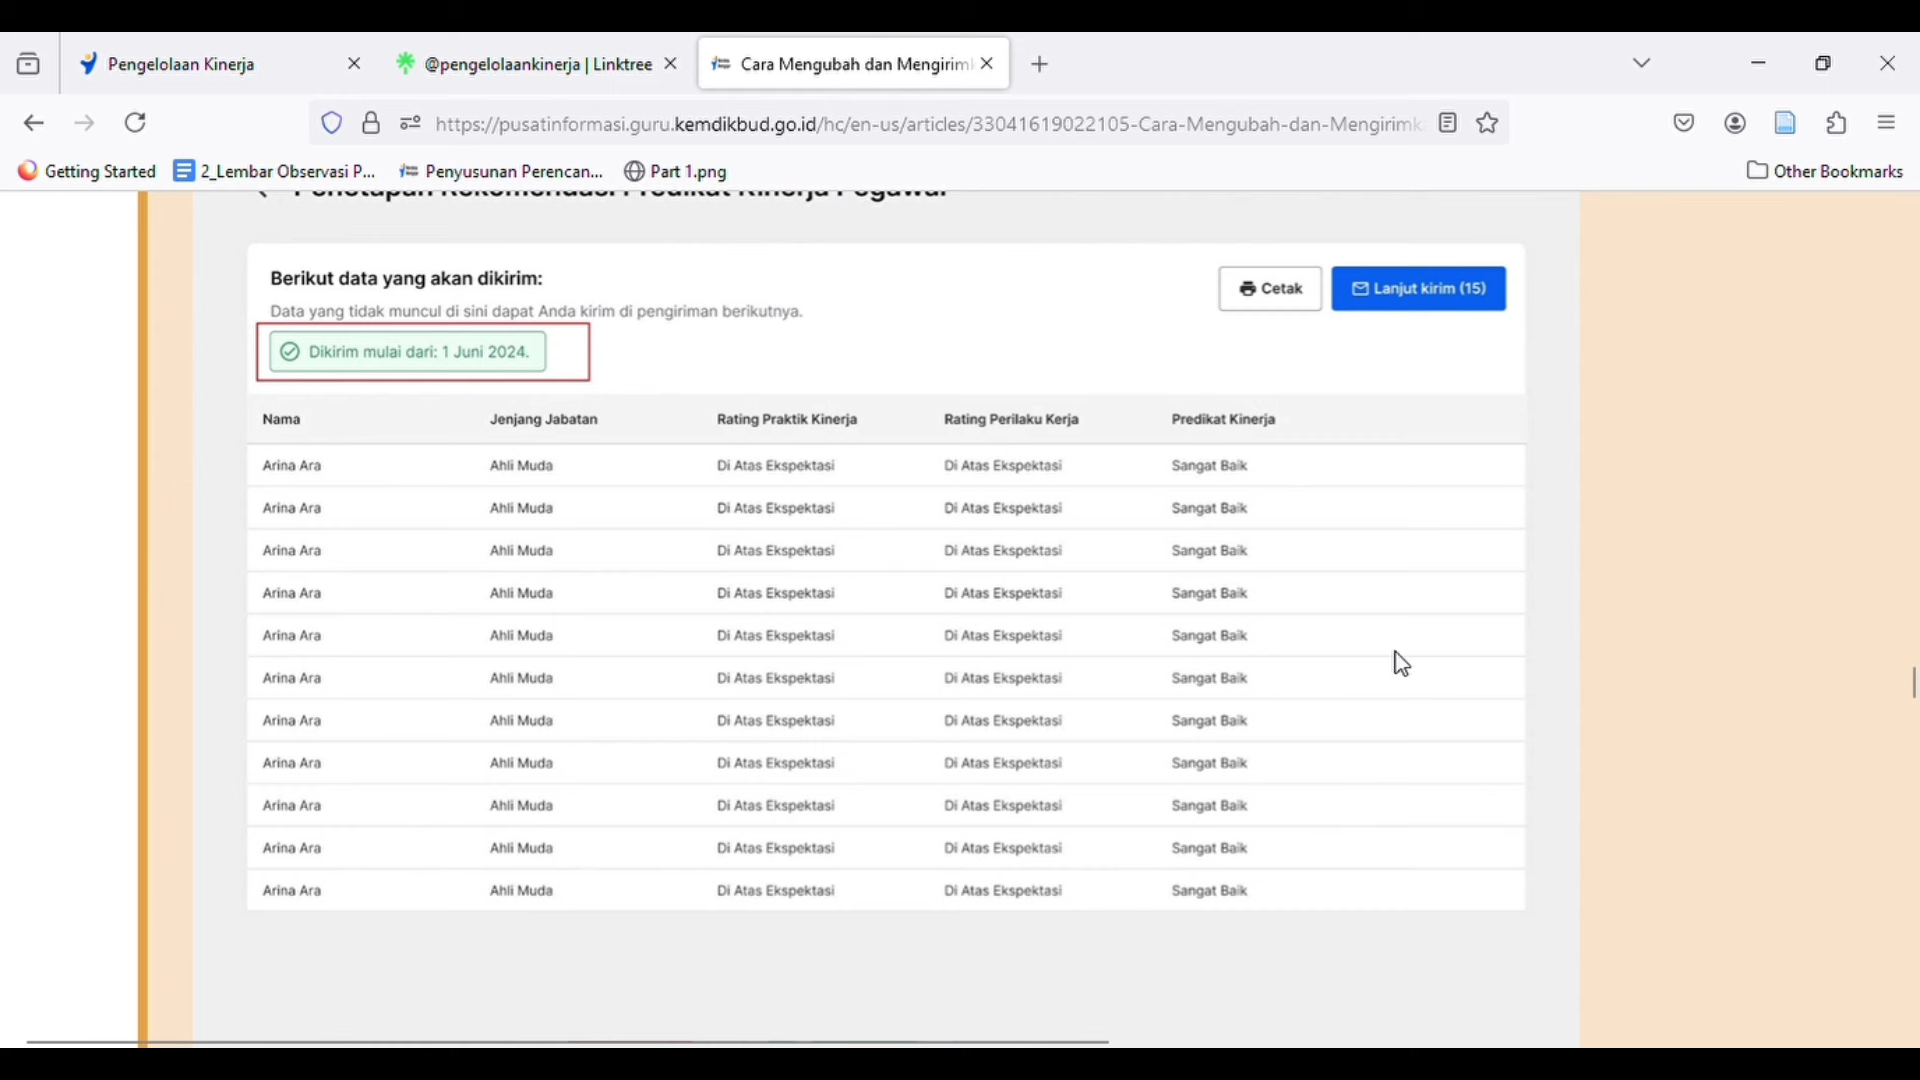 Pengelolaan Kinerja
@pengelolaankinerja | Linktree
Cara Mengubah dan Mengirimk
https://pusatinformasi.guru.kemdikbud.go.id/hc/en-us/articles/33041619022105-Cara-Mengubah-dan-Mengirimk
Getting Started
2_Lembar Observasi P...
Penyusunan Perencan...
Part 1.png
Other Bookmarks
Penetapan Rekomendasi Predikat Kinerja Pegawai
Berikut data yang akan dikirim:
Data yang tidak muncul di sini dapat Anda kirim di pengiriman berikutnya.
Cetak
Lanjut kirim (15)
Dikirim mulai dari: 1 Juni 2024.
Nama Jenjang Jabatan Rating Praktik Kinerja Rating Perilaku Kerja Predikat Kinerja
Arina Ara Ahli Muda Di Atas Ekspektasi Di Atas Ekspektasi Sangat Baik
Arina Ara Ahli Muda Di Atas Ekspektasi Di Atas Ekspektasi Sangat Baik
Arina Ara Ahli Muda Di Atas Ekspektasi Di Atas Ekspektasi Sangat Baik
Arina Ara Ahli Muda Di Atas Ekspektasi Di Atas Ekspektasi Sangat Baik
Arina Ara Ahli Muda Di Atas Ekspektasi Di Atas Ekspektasi Sangat Baik
Arina Ara Ahli Muda Di Atas Ekspektasi Di Atas Ekspektasi Sangat Baik
Arina Ara Ahli Muda Di Atas Ekspektasi Di Atas Ekspektasi Sangat Baik
Arina Ara Ahli Muda Di Atas Ekspektasi Di Atas Ekspektasi Sangat Baik
Arina Ara Ahli Muda Di Atas Ekspektasi Di Atas Ekspektasi Sangat Baik
Arina Ara Ahli Muda Di Atas Ekspektasi Di Atas Ekspektasi Sangat Baik
Arina Ara Ahli Muda Di Atas Ekspektasi Di Atas Ekspektasi Sangat Baik